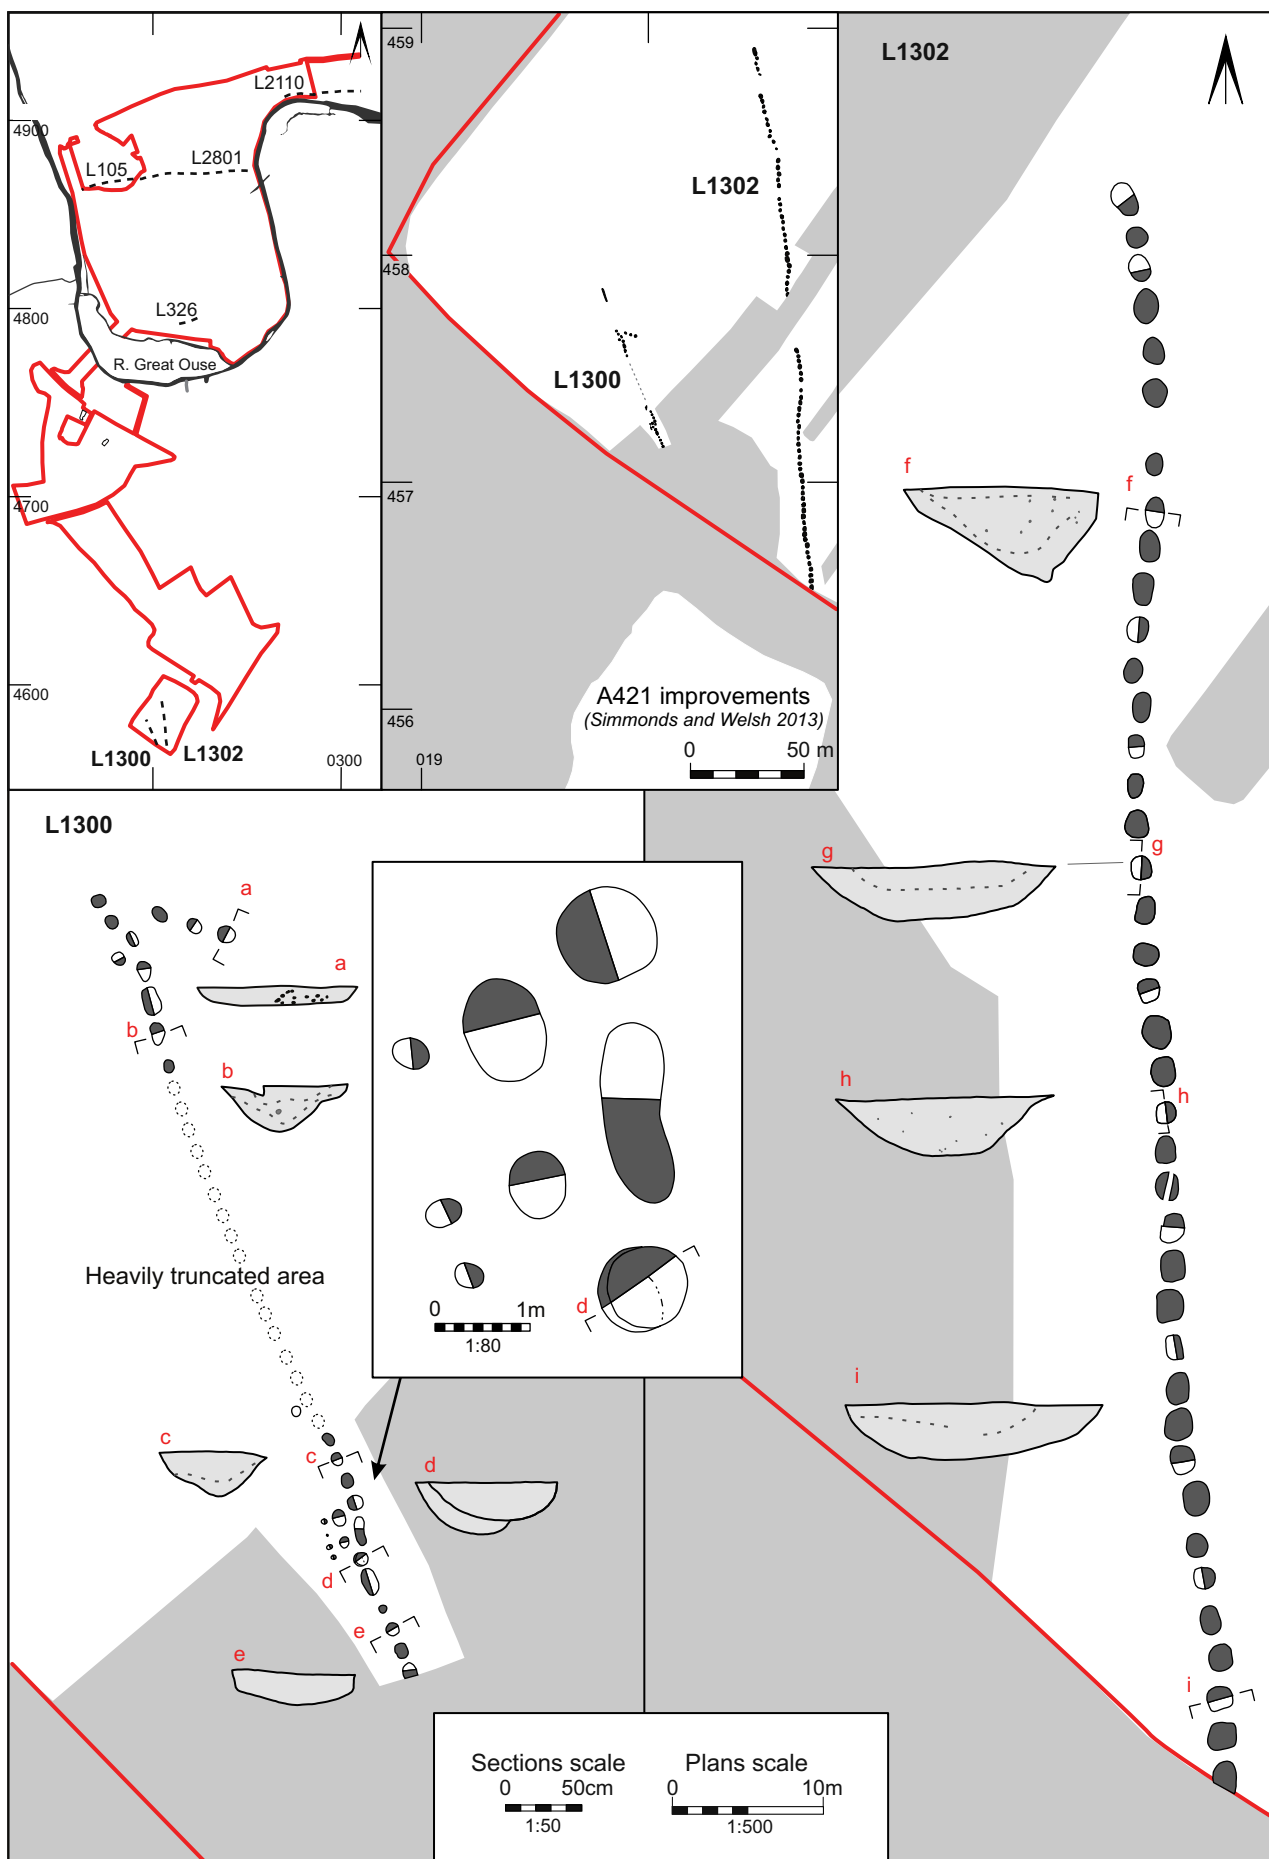 L2110
4900
L105
L2801
4800
L326
R. Great Ouse
4700
4600
L1300
L1302
0300
459
L1302
458
L1300
457
A421 improvements
(Simmonds and Welsh 2013)
456
0 50 m
019
L1302
f
f
g
g
h
h
i
i
L1300
a
a
b
b
Heavily truncated area
c
c
d
d
e
e
0 1m
1:80
d
Sections scale
0 50cm
1:50
Plans scale
0 10m
1:500